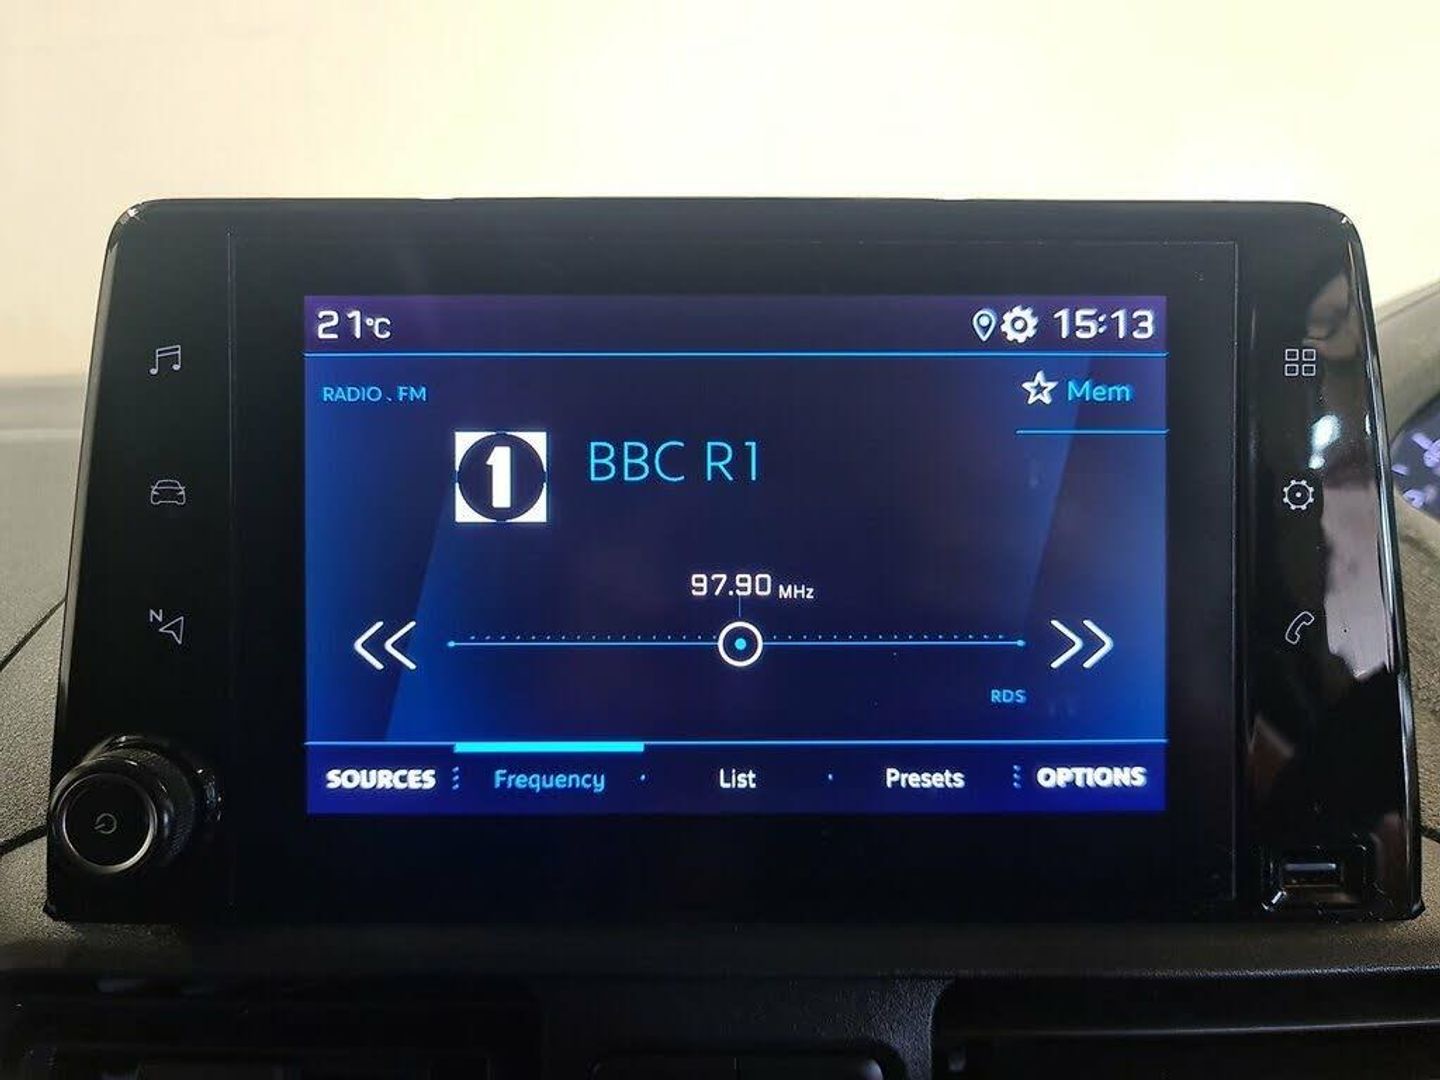 21°C
15:13
RADIO . FM
Mem
1
BBC R1
97.90 MHz
RDS
SOURCES
Frequency
List
Presets
OPTIONS
N